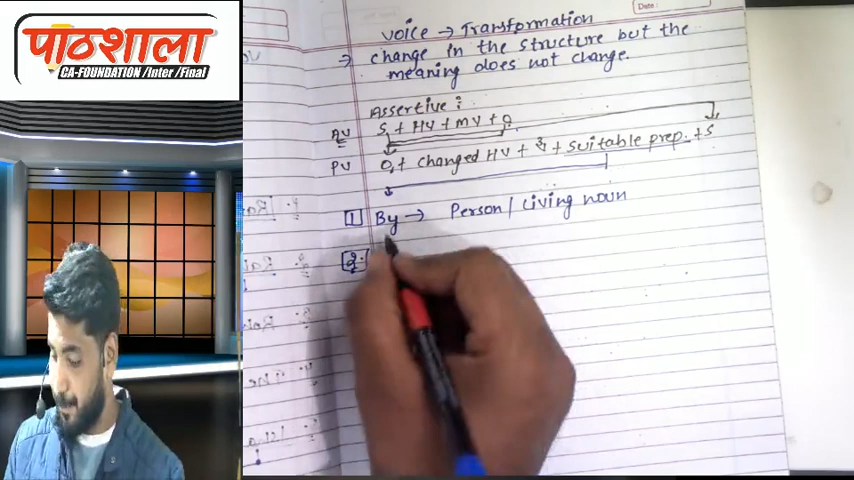 पाठशाला
CA-FOUNDATION/Inter/Final
Date:
voice → Transformation
→ change in the structure but the
meaning does not change.
Assertive :
AV S + HV + MV + O
PV O + changed HV + V3 + suitable prep. + S
1 By → Person / Living noun
2.